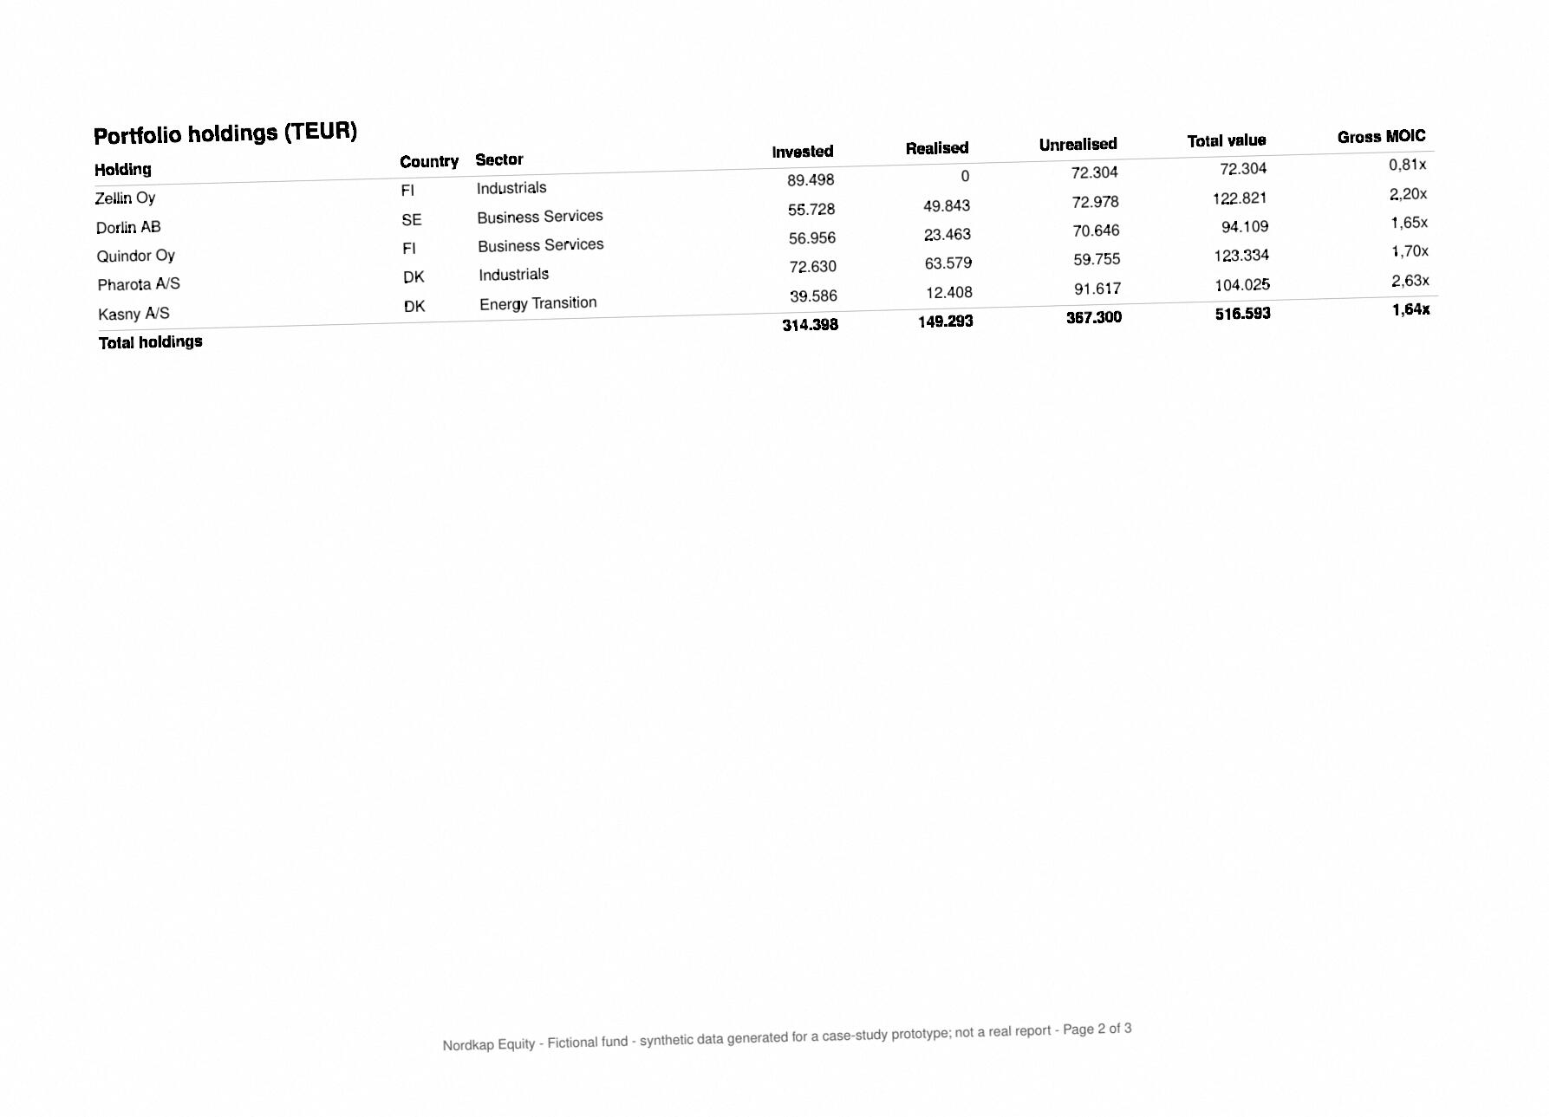 Portfolio holdings (TEUR)
Holding Country Sector Invested Realised Unrealised Total value Gross MOIC
Zellin Oy FI Industrials 89.498 0 72.304 72.304 0,81x
Dorlin AB SE Business Services 55.728 49.843 72.978 122.821 2,20x
Quindor Oy FI Business Services 56.956 23.463 70.646 94.109 1,65x
Pharota A/S DK Industrials 72.630 63.579 59.755 123.334 1,70x
Kasny A/S DK Energy Transition 39.586 12.408 91.617 104.025 2,63x
Total holdings 314.398 149.293 367.300 516.593 1,64x
Nordkap Equity - Fictional fund - synthetic data generated for a case-study prototype; not a real report - Page 2 of 3